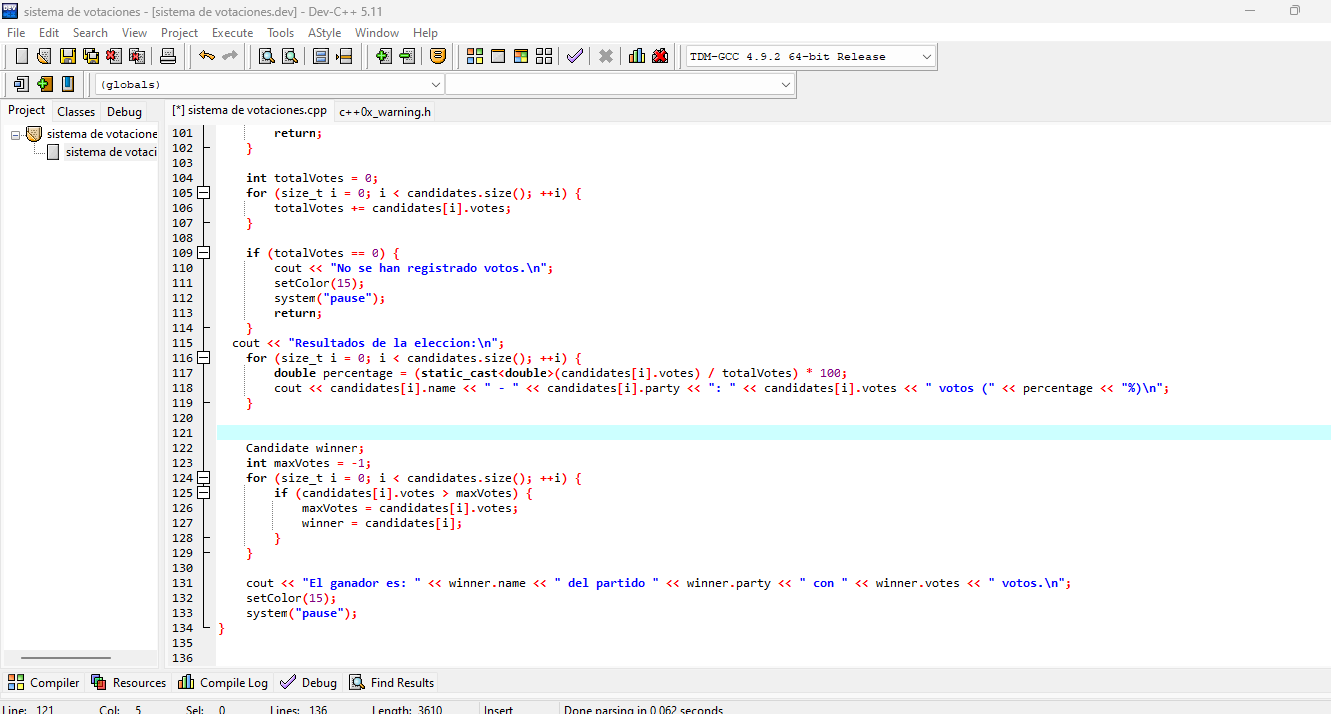 sistema de votaciones - [sistema de votaciones.dev] - Dev-C++ 5.11
File Edit Search View Project Execute Tools AStyle Window Help
TDM-GCC 4.9.2 64-bit Release
(globals)
Project Classes Debug
[*] sistema de votaciones.cpp c++0x_warning.h
sistema de votacione
sistema de votaci
101 return;
102 }
103
104 int totalVotes = 0;
105 for (size_t i = 0; i < candidates.size(); ++i) {
106 totalVotes += candidates[i].votes;
107 }
108
109 if (totalVotes == 0) {
110 cout << "No se han registrado votos.\n";
111 setColor(15);
112 system("pause");
113 return;
114 }
115 cout << "Resultados de la eleccion:\n";
116 for (size_t i = 0; i < candidates.size(); ++i) {
117 double percentage = (static_cast<double>(candidates[i].votes) / totalVotes) * 100;
118 cout << candidates[i].name << " - " << candidates[i].party << ": " << candidates[i].votes << " votos (" << percentage << "%)\n";
119 }
120
121
122 Candidate winner;
123 int maxVotes = -1;
124 for (size_t i = 0; i < candidates.size(); ++i) {
125 if (candidates[i].votes > maxVotes) {
126 maxVotes = candidates[i].votes;
127 winner = candidates[i];
128 }
129 }
130
131 cout << "El ganador es: " << winner.name << " del partido " << winner.party << " con " << winner.votes << " votos.\n";
132 setColor(15);
133 system("pause");
134 }
135
136
Compiler Resources Compile Log Debug Find Results
Line: 121 Col: 5 Sel: 0 Lines: 136 Length: 3610 Insert Done parsing in 0,062 seconds